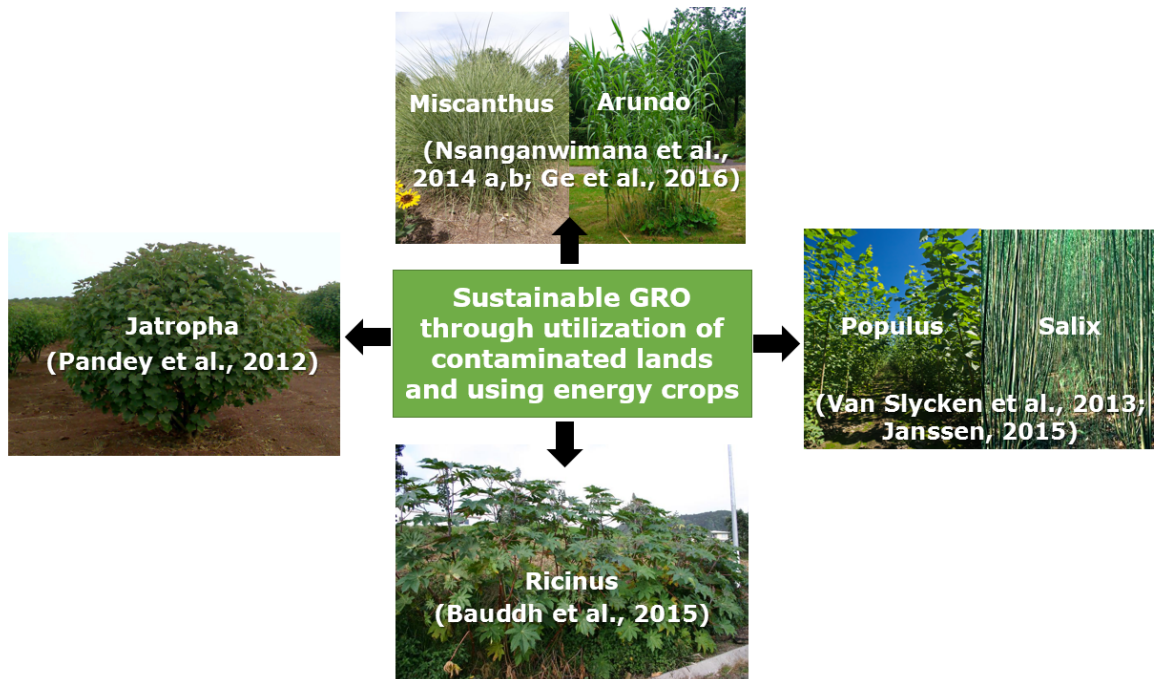 Miscanthus Arundo
(Nsanganwimana et al.,
2014 a,b; Ge et al., 2016)
Jatropha
(Pandey et al., 2012)
Sustainable GRO
through utilization of
contaminated lands
and using energy crops
Populus Salix
(Van Slycken et al., 2013;
Janssen, 2015)
Ricinus
(Bauddh et al., 2015)